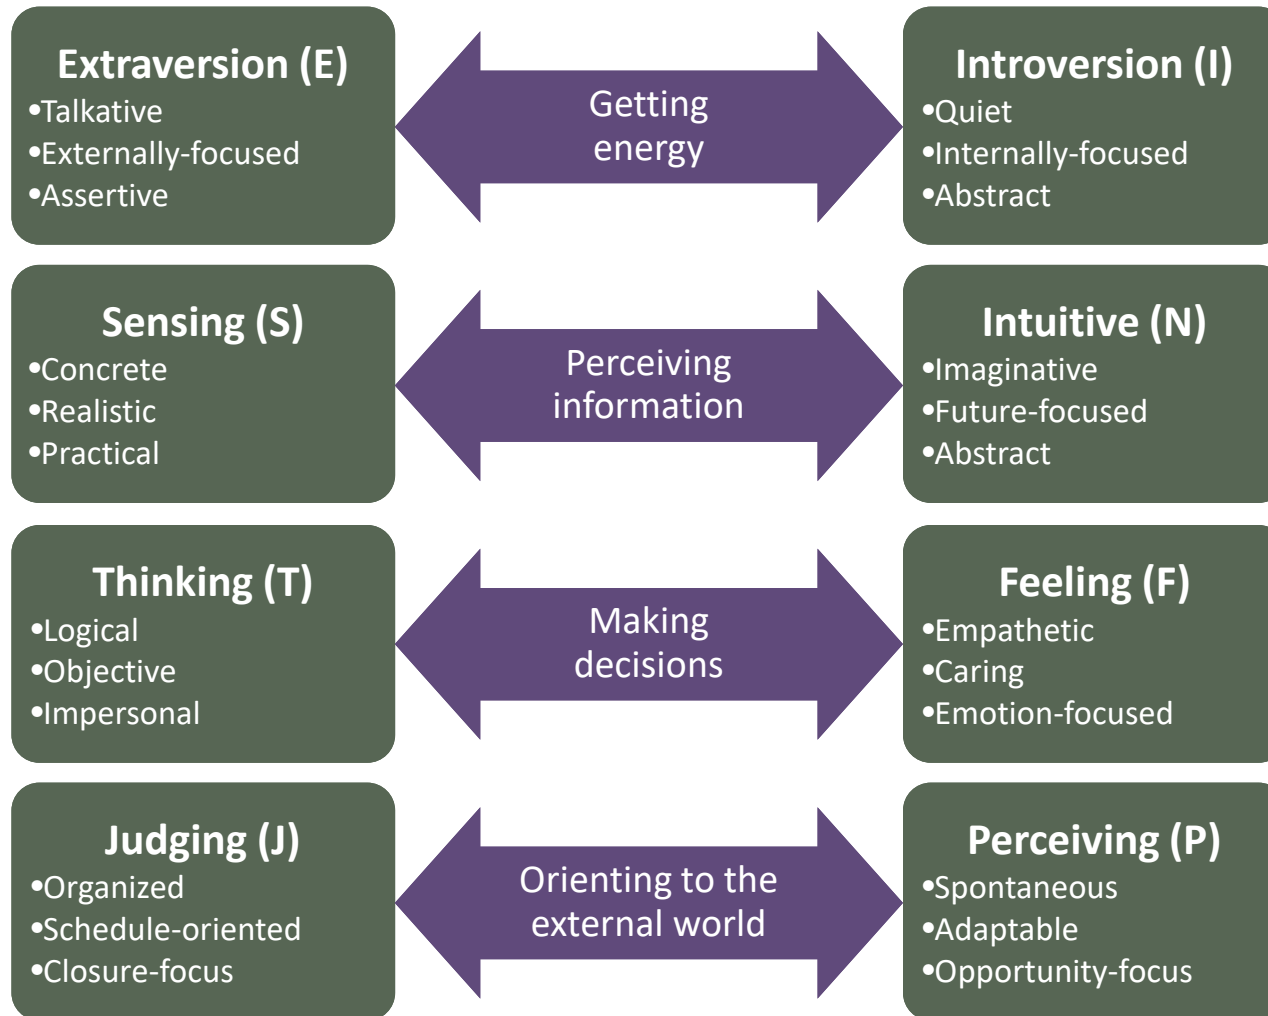 Extraversion (E)
•Talkative
•Externally-focused
•Assertive
Getting
energy
Introversion (I)
•Quiet
•Internally-focused
•Abstract
Sensing (S)
•Concrete
•Realistic
•Practical
Perceiving
information
Intuitive (N)
•Imaginative
•Future-focused
•Abstract
Thinking (T)
•Logical
•Objective
•Impersonal
Making
decisions
Feeling (F)
•Empathetic
•Caring
•Emotion-focused
Judging (J)
•Organized
•Schedule-oriented
•Closure-focus
Orienting to the
external world
Perceiving (P)
•Spontaneous
•Adaptable
•Opportunity-focus